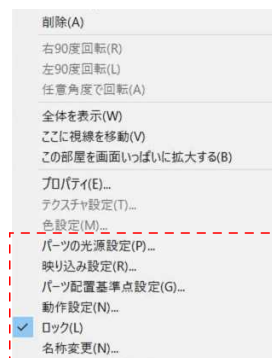 削除(A)
右90度回転(R)
左90度回転(L)
任意角度で回転(A)
全体を表示(W)
ここに視線を移動(V)
この部屋を画面いっぱいに拡大する(B)
プロパティ(E)...
テクスチャ設定(T)...
色設定(M)...
パーツの光源設定(P)...
映り込み設定(R)...
パーツ配置基準点設定(G)...
動作設定(N)...
ロック(L)
名称変更(N)...